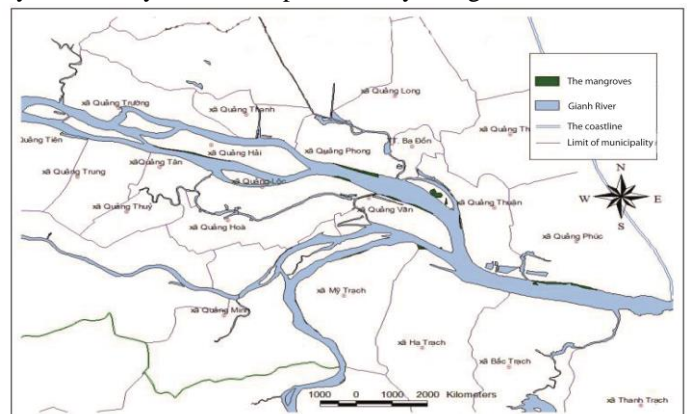 xã Quảng Long
xã Quảng Trường
xã Quảng Thanh
TT. Ba Đồn
xã Quảng Hải
xã Quảng Phong
xãQuảng Tân
xã Quảng Trung
xã Quảng Lộc
xã Quảng Thuỷ
xã Quảng Văn
xã Quảng Thuận
xã Quảng Hoà
xã Quảng Phúc
xã Mỹ Trạch
xã Quảng Minh
xã Hạ Trạch
xã Bắc Trạch
xã Thanh Trạch
The mangroves
Gianh River
The coastline
Limit of municipality
N
W
E
S
1000 0 1000 2000 Kilometers